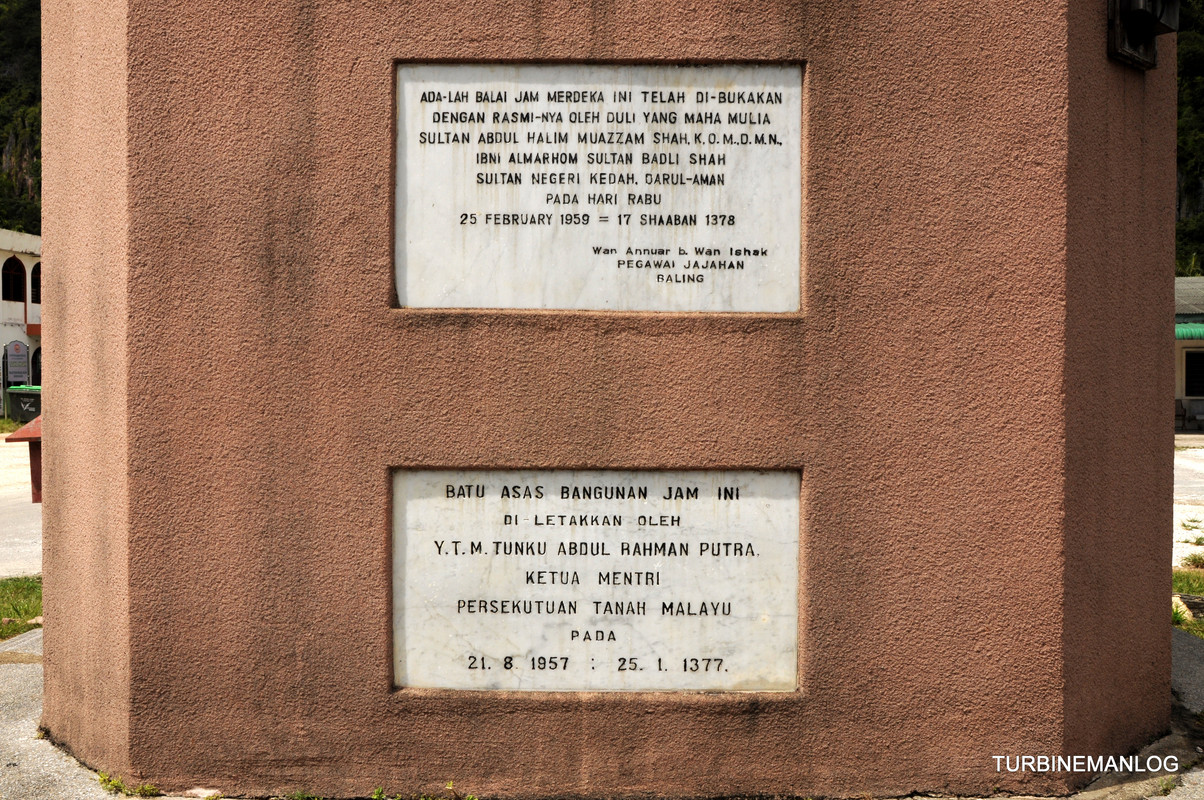 ADA-LAH BALAI JAM MERDEKA INI TELAH DI-BUKAKAN
DENGAN RASMI-NYA OLEH DULI YANG MAHA MULIA
SULTAN ABDUL HALIM MUAZZAM SHAH, K.O.M.,D.M.N.,
IBNI ALMARHOM SULTAN BADLI SHAH
SULTAN NEGERI KEDAH, DARUL-AMAN
PADA HARI RABU
25 FEBRUARY 1959 = 17 SHAABAN 1378
Wan Annuar b. Wan Ishak
PEGAWAI JAJAHAN
BALING
BATU ASAS BANGUNAN JAM INI
DI-LETAKKAN OLEH
Y.T.M. TUNKU ABDUL RAHMAN PUTRA.
KETUA MENTRI
PERSEKUTUAN TANAH MALAYU
PADA
21. 8. 1957 : 25. 1. 1377.
TURBINEMANLOG